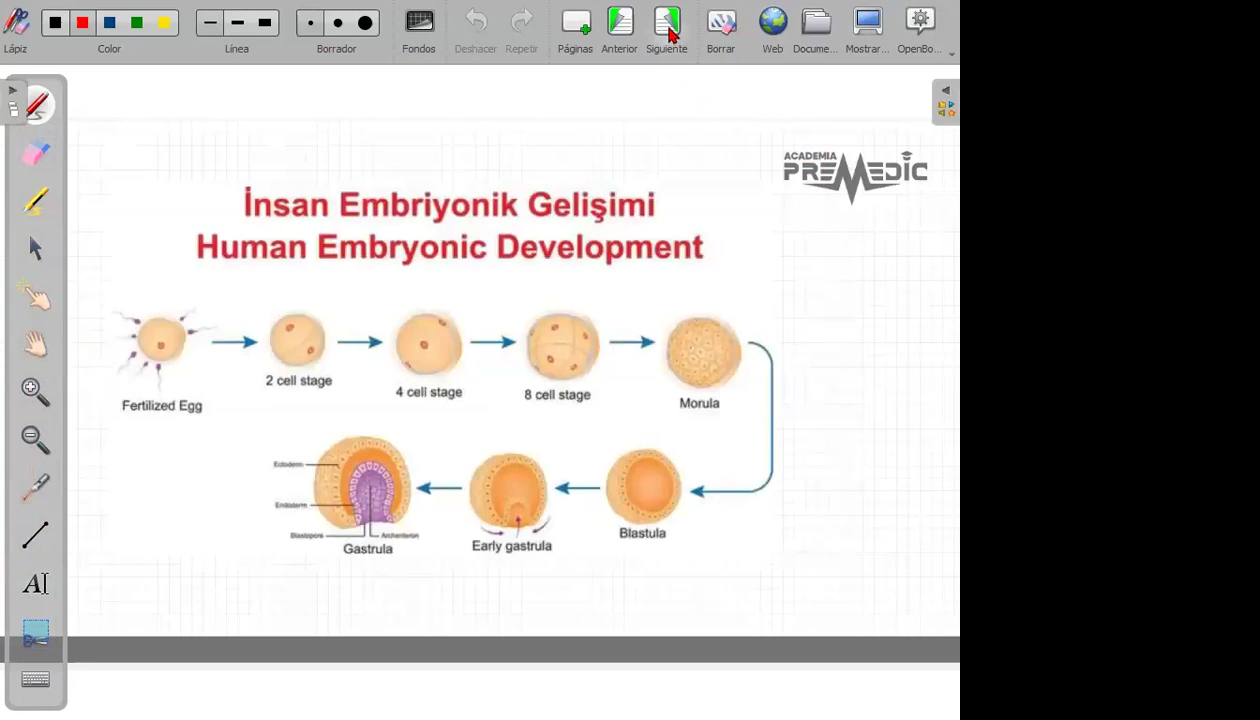 Lápiz
Color
Línea
Borrador
Fondos
Deshacer
Repetir
Páginas
Anterior
Siguiente
Borrar
Web
Docume...
Mostrar...
OpenBo...
ACADEMIA
PREMEDIC
İnsan Embriyonik Gelişimi
Human Embryonic Development
Fertilized Egg
2 cell stage
4 cell stage
8 cell stage
Morula
Ectoderm
Endoderm
Blastopore
Archenteron
Gastrula
Early gastrula
Blastula
A